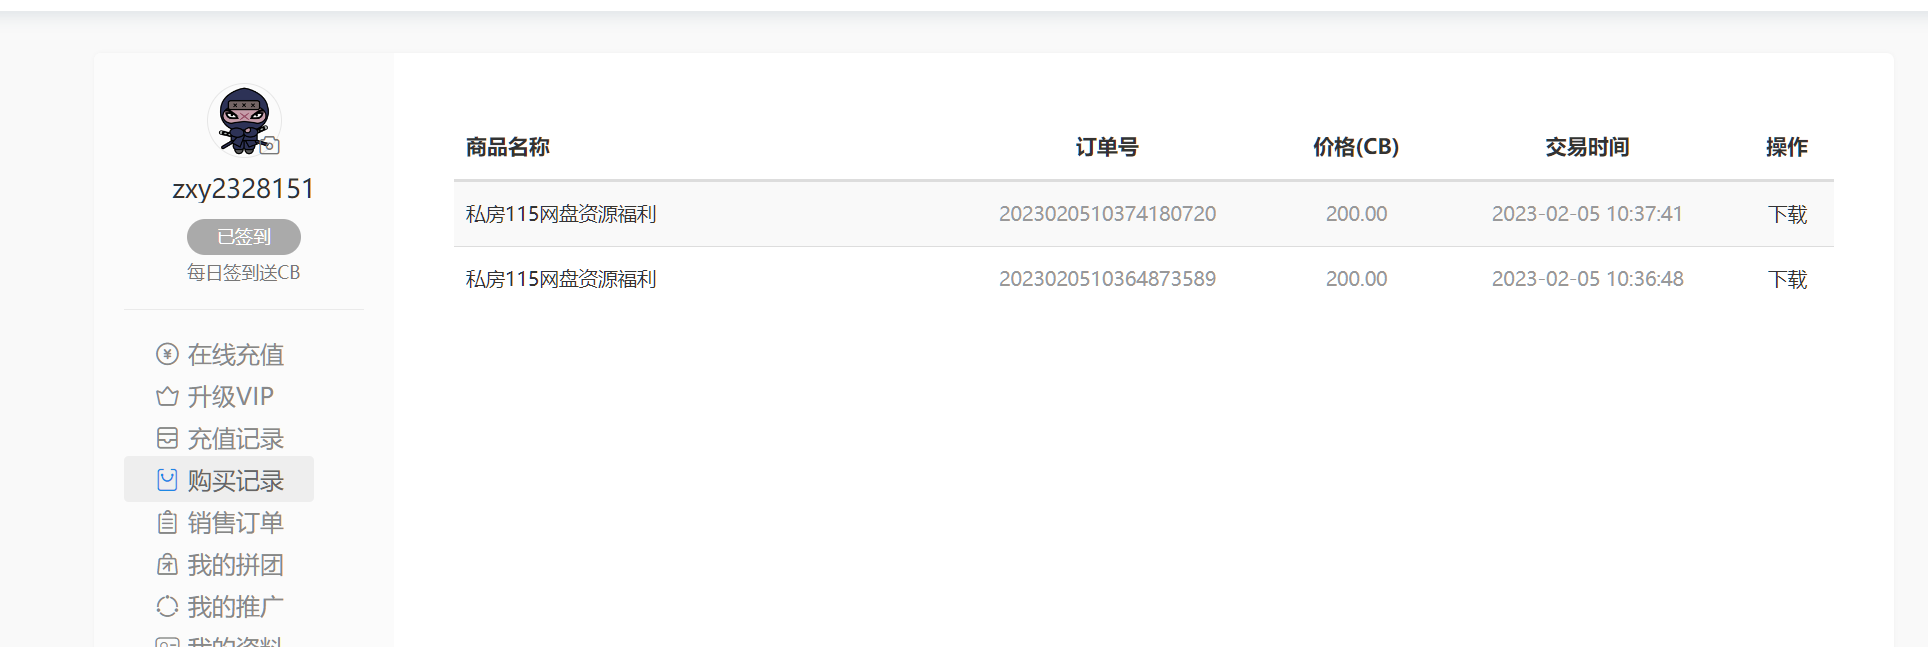 zxy2328151
已签到
每日签到送CB
在线充值
升级VIP
充值记录
购买记录
销售订单
我的拼团
我的推广
我的资料
商品名称 订单号 价格(CB) 交易时间 操作
私房115网盘资源福利 2023020510374180720 200.00 2023-02-05 10:37:41 下载
私房115网盘资源福利 2023020510364873589 200.00 2023-02-05 10:36:48 下载